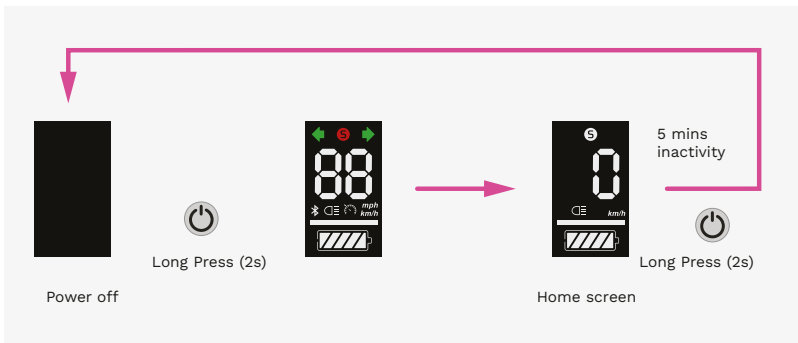 S
88
mph
km/h
Long Press (2s)
Power off
S
0
km/h
Home screen
5 mins
inactivity
Long Press (2s)